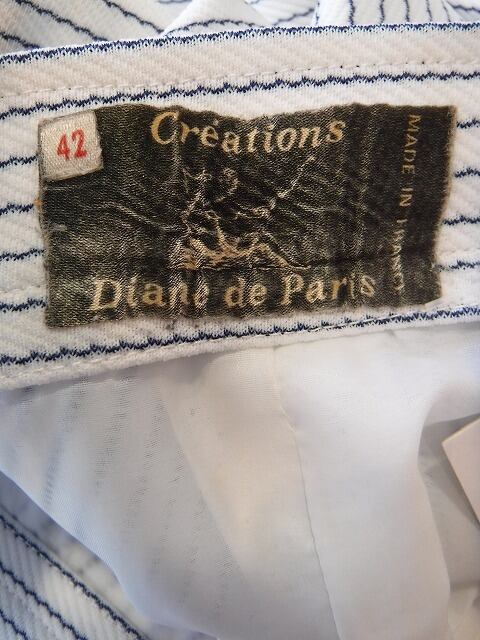 42
Créations
Diane de Paris
MADE IN FRANCE